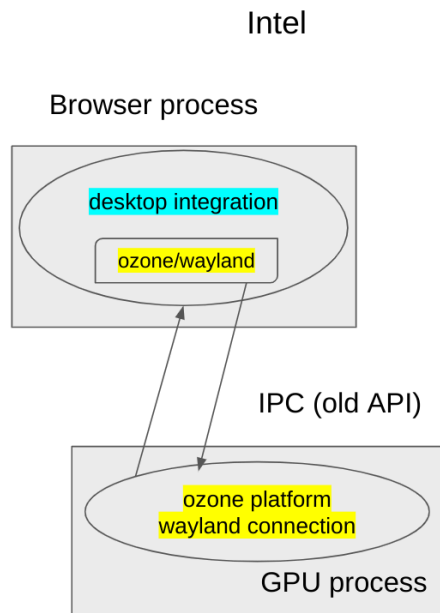 Intel
Browser process
desktop integration
ozone/wayland
IPC (old API)
ozone platform
wayland connection
GPU process